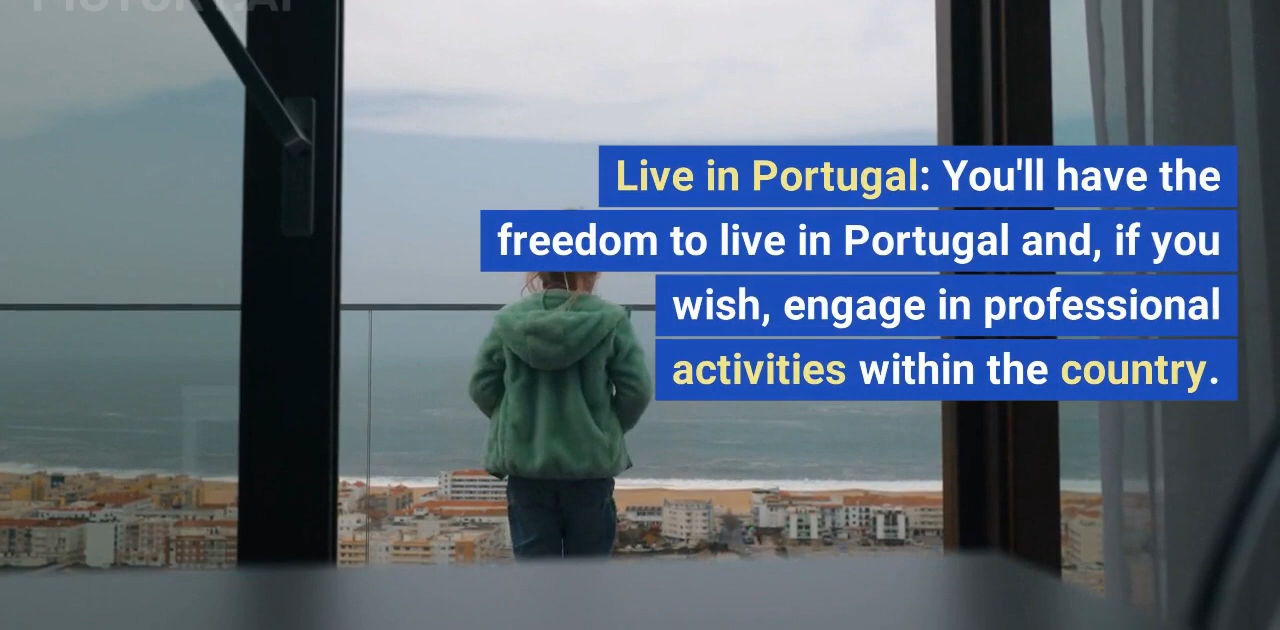 Live in Portugal: You'll have the
freedom to live in Portugal and, if you
wish, engage in professional
activities within the country.